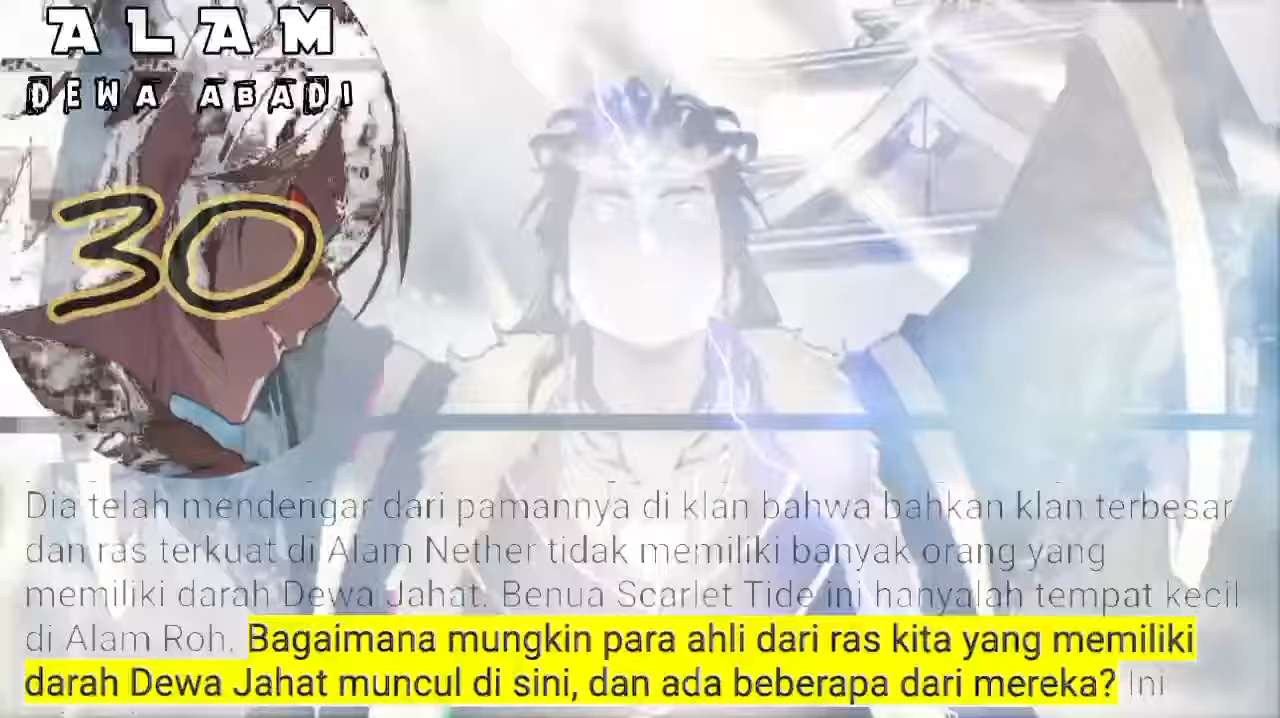 ALAM
DEWA ABADI
30
Dia telah mendengar dari pamannya di klan bahwa bahkan klan terbesar
dan ras terkuat di Alam Nether tidak memiliki banyak orang yang
memiliki darah Dewa Jahat. Benua Scarlet Tide ini hanyalah tempat kecil
di Alam Roh. Bagaimana mungkin para ahli dari ras kita yang memiliki
darah Dewa Jahat muncul di sini, dan ada beberapa dari mereka? Ini